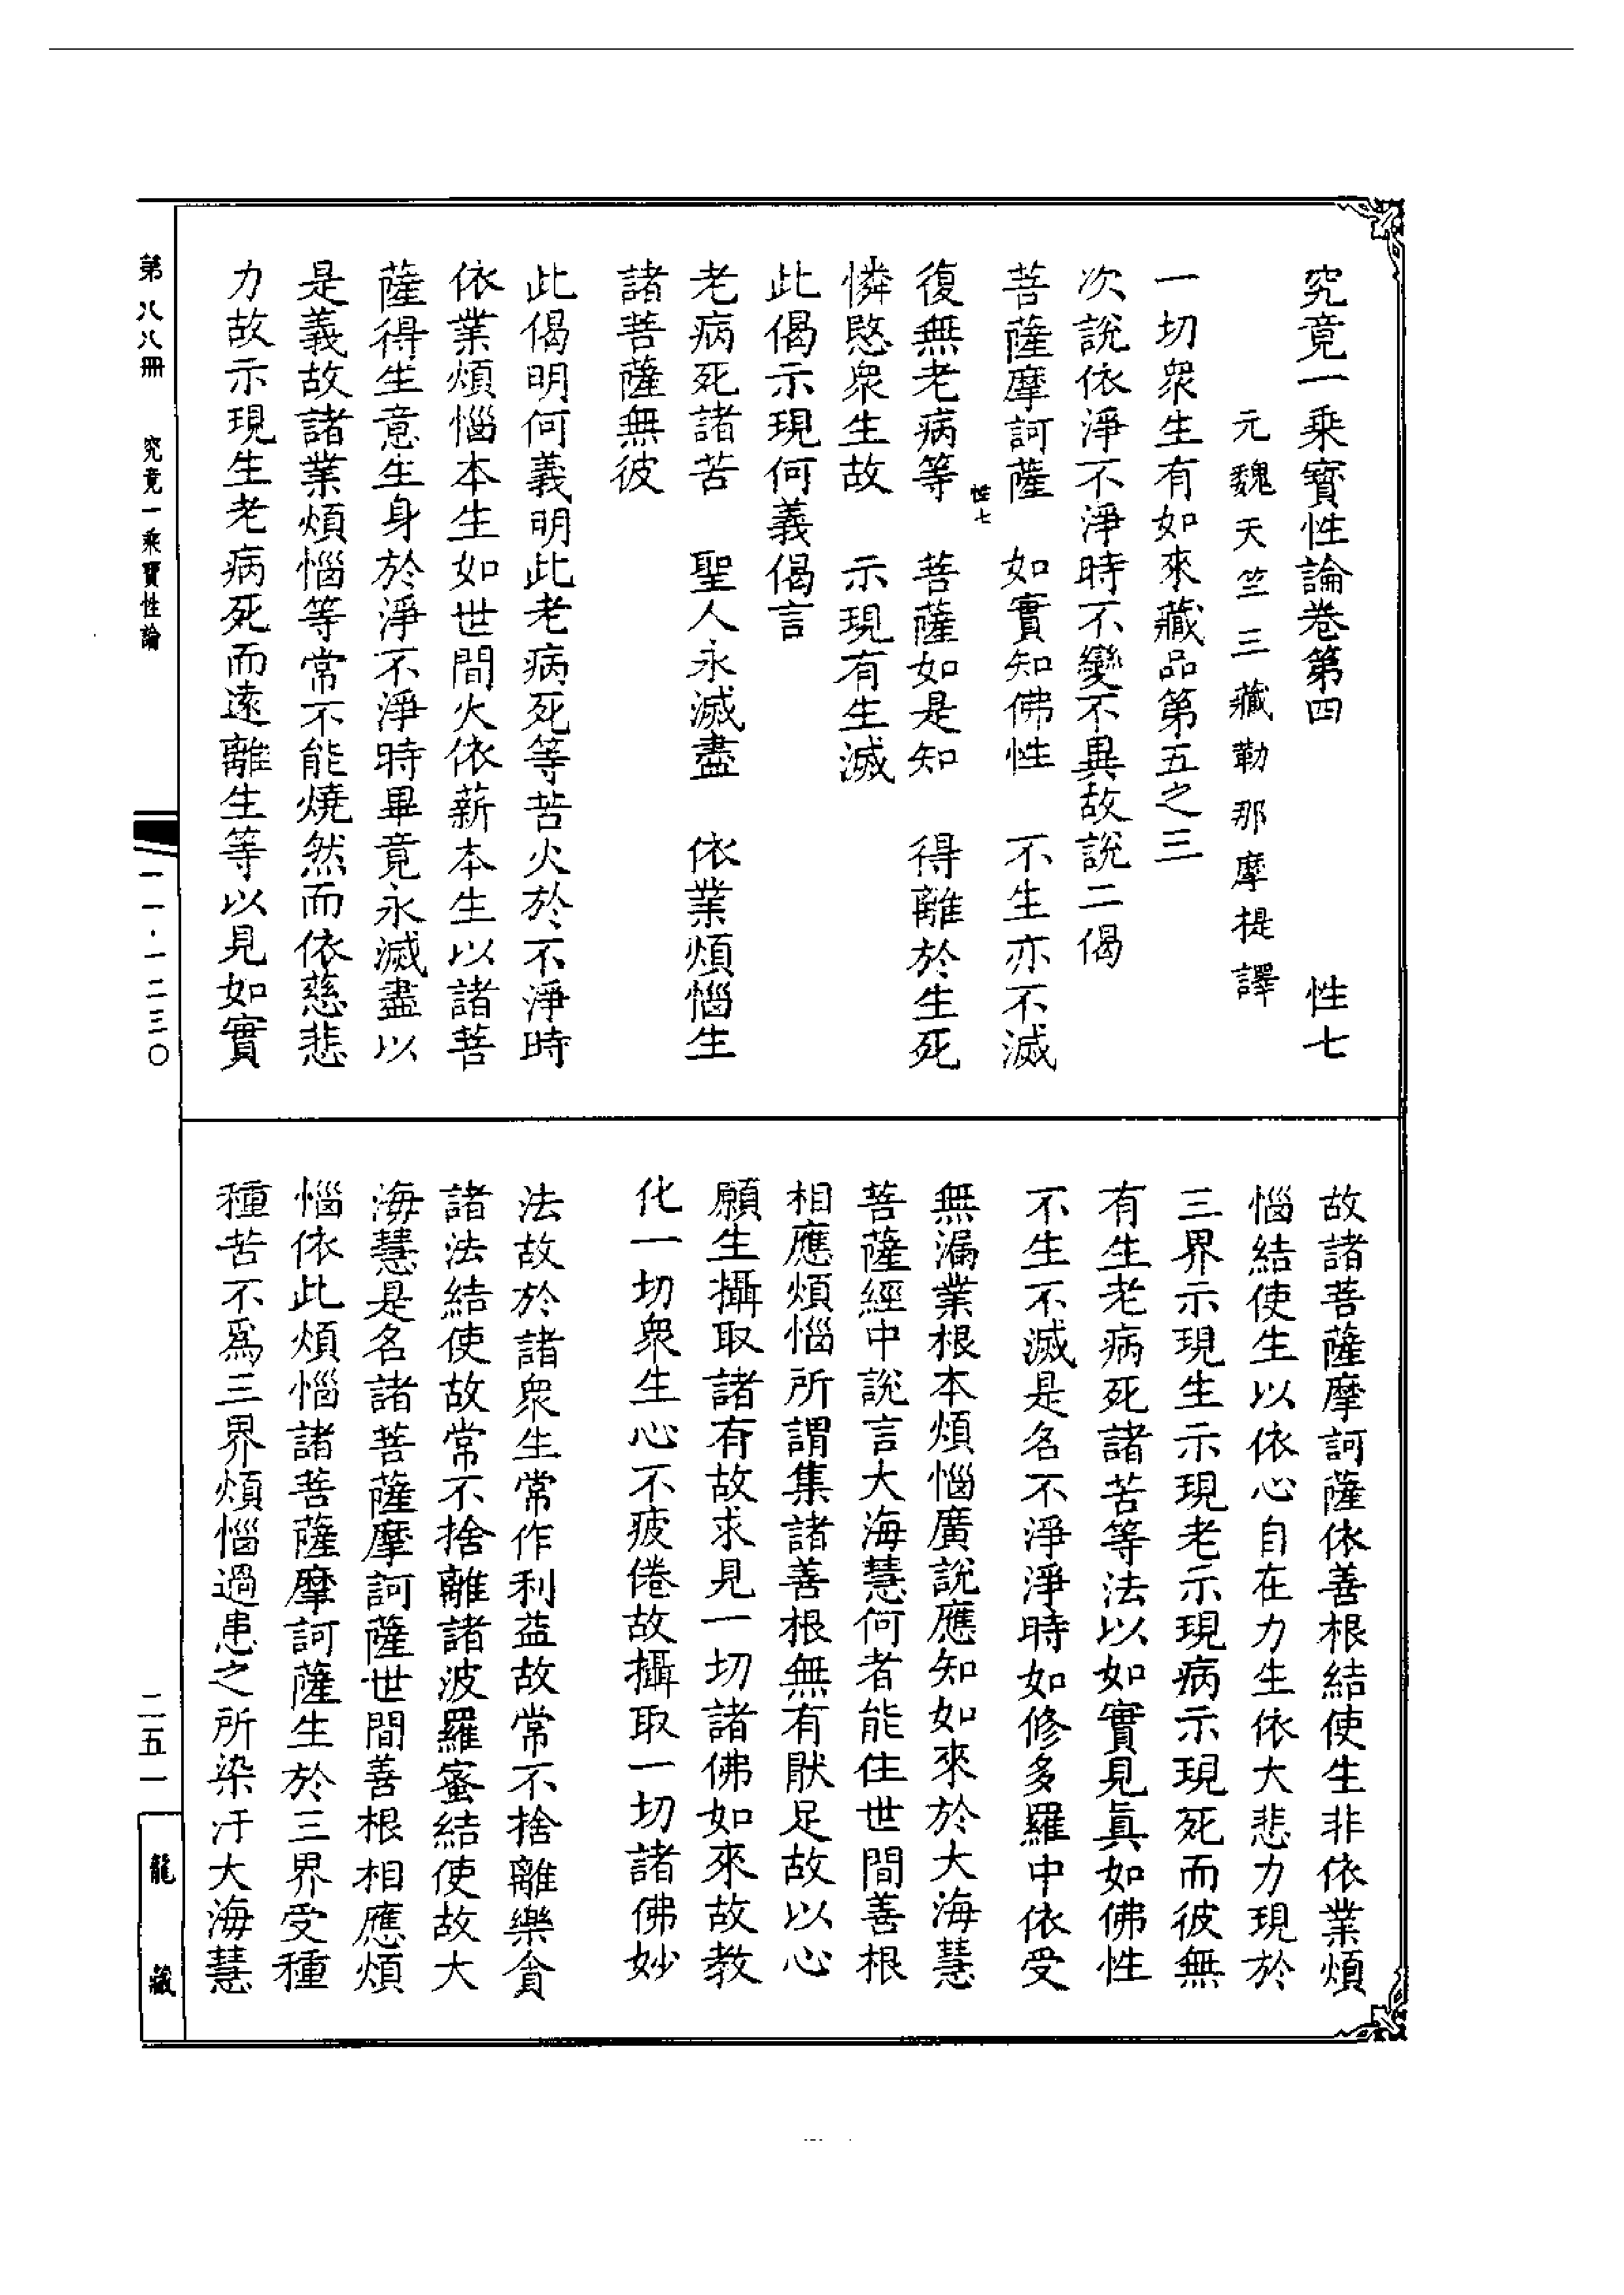 究竟一乘寳性論卷第四　性七
元魏天竺三藏勒那摩提譯
一切衆生有如來藏品第五之三
次說依淨不淨時不變不異故說二偈
菩薩摩訶薩　如實知佛性　不生亦不滅
性七
復無老病等　菩薩如是知　得離於生死
憐愍衆生故　示現有生滅
此偈示現何義偈言
老病死諸苦　聖人永滅盡　依業煩惱生
諸菩薩無彼
此偈明何義明此老病死等苦火於不淨時
依業煩惱本生如世間火依薪本生以諸菩
薩得生意生身於淨不淨時畢竟永滅盡以
是義故諸業煩惱等常不能燒然而依慈悲
力故示現生老病死而遠離生等以見如實
故諸菩薩摩訶薩依善根結使生非依業煩
惱結使生以依心自在力生依大悲力現於
三界示現生示現老示現病示現死而彼無
有生老病死諸苦等法以如實見眞如佛性
不生不滅是名不淨淨時如修多羅中依受
無漏業根本煩惱廣說應知如來於大海慧
菩薩經中說言大海慧何者能住世間善根
相應煩惱所謂集諸善根無有猒足故以心
願生攝取諸有故求見一切諸佛如來故教
化一切衆生心不疲倦故攝取一切諸佛妙
法故於諸衆生常作利益故常不捨離樂貪
諸法結使故常不捨離諸波羅蜜結使故大
海慧是名諸菩薩摩訶薩世間善根相應煩
惱依此煩惱諸菩薩摩訶薩生於三界受種
種苦不爲三界煩惱過患之所染汙大海慧
第八八冊　究竟一乘寶性論　一一·一二三〇
二五一
龍藏